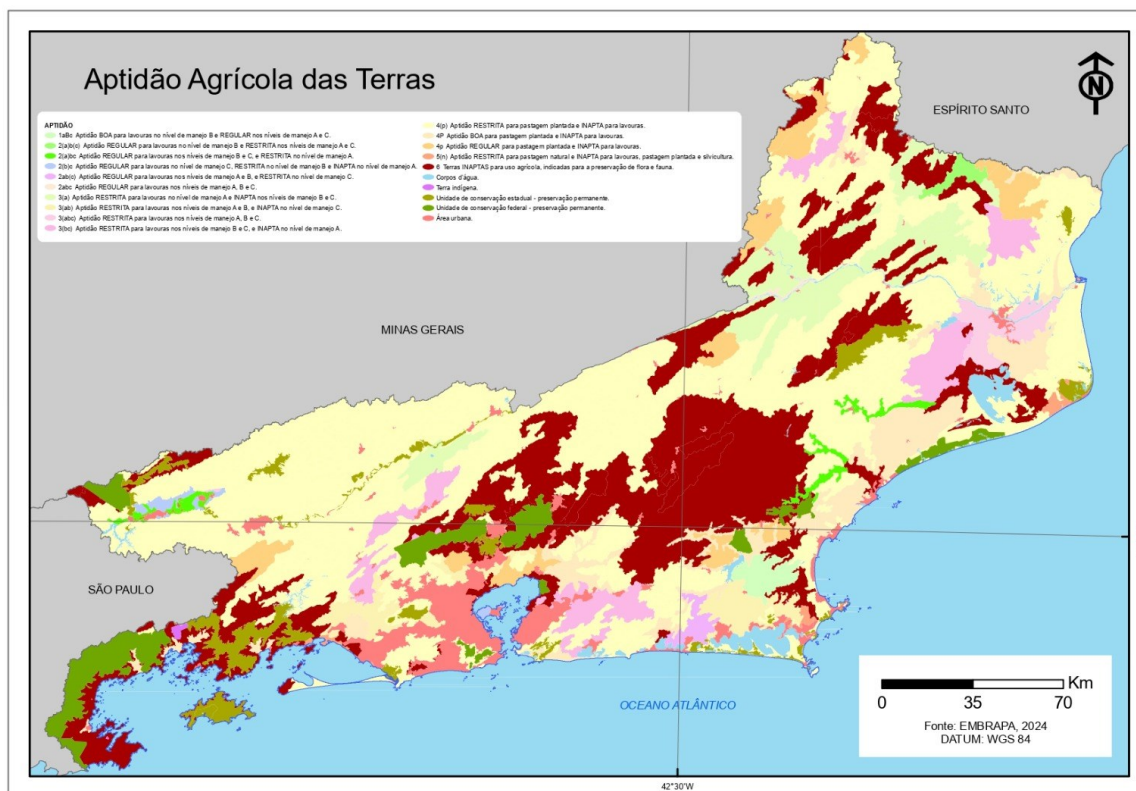 Aptidão Agrícola das Terras
ESPÍRITO SANTO
APTIDÃO
1aBc Aptidão BOA para lavouras no nível de manejo B e REGULAR nos níveis de manejo A e C.
2(a)b(c) Aptidão REGULAR para lavouras no nível de manejo B e RESTRITA nos níveis de manejo A e C.
2(a)bc Aptidão REGULAR para lavouras nos níveis de manejo B e C, e RESTRITA no nível de manejo A.
2(b)c Aptidão REGULAR para lavouras no nível de manejo C, RESTRITA no nível de manejo B e INAPTA no nível de manejo A.
2ab(c) Aptidão REGULAR para lavouras nos níveis de manejo A e B, e RESTRITA no nível de manejo C.
2abc Aptidão REGULAR para lavouras nos níveis de manejo A, B e C.
3(a) Aptidão RESTRITA para lavouras no nível de manejo A e INAPTA nos níveis de manejo B e C.
3(ab) Aptidão RESTRITA para lavouras nos níveis de manejo A e B, e INAPTA no nível de manejo C.
3(abc) Aptidão RESTRITA para lavouras nos níveis de manejo A, B e C.
3(bc) Aptidão RESTRITA para lavouras nos níveis de manejo B e C, e INAPTA no nível de manejo A.
4(p) Aptidão RESTRITA para pastagem plantada e INAPTA para lavouras.
4P Aptidão BOA para pastagem plantada e INAPTA para lavouras.
4p Aptidão REGULAR para pastagem plantada e INAPTA para lavouras.
5(n) Aptidão RESTRITA para pastagem natural e INAPTA para lavouras, pastagem plantada e silvicultura.
6 Terras INAPTAS para uso agrícola, indicadas para a preservação de flora e fauna.
Corpos d'água.
Terra indígena.
Unidade de conservação estadual - preservação permanente.
Unidade de conservação federal - preservação permanente.
Área urbana.
N
MINAS GERAIS
SÃO PAULO
OCEANO ATLÂNTICO
Km
0 35 70
Fonte: EMBRAPA, 2024
DATUM: WGS 84
42°30'W